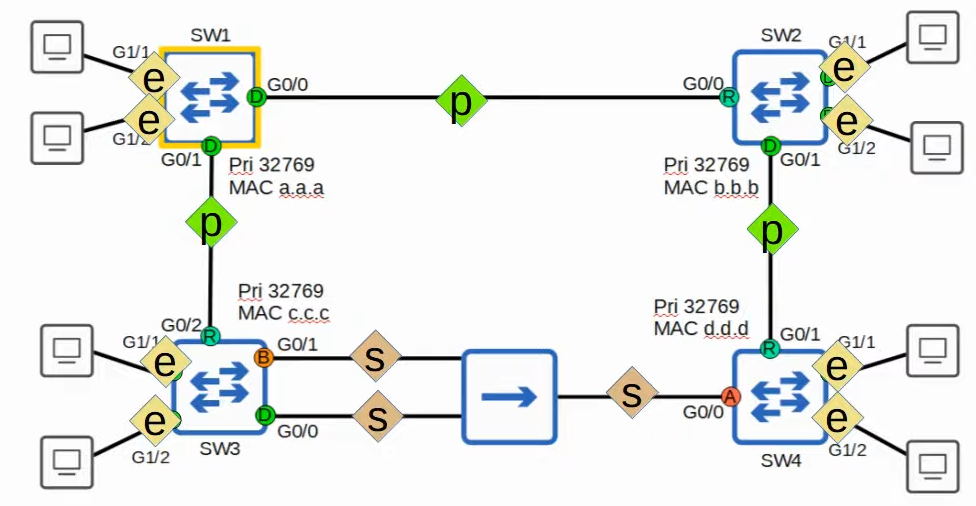 SW1
SW2
G1/1
G1/1
e
e
G0/0
G0/0
D
R
p
e
e
G1/2
G1/2
D
D
G0/1
G0/1
Pri 32769
MAC a.a.a
Pri 32769
MAC b.b.b
p
p
Pri 32769
MAC c.c.c
Pri 32769
MAC d.d.d
G0/2
R
G0/1
R
G0/1
G1/1
G1/1
e
B
s
e
s
G0/0
A
e
D
s
e
G0/0
G1/2
G1/2
SW3
SW4